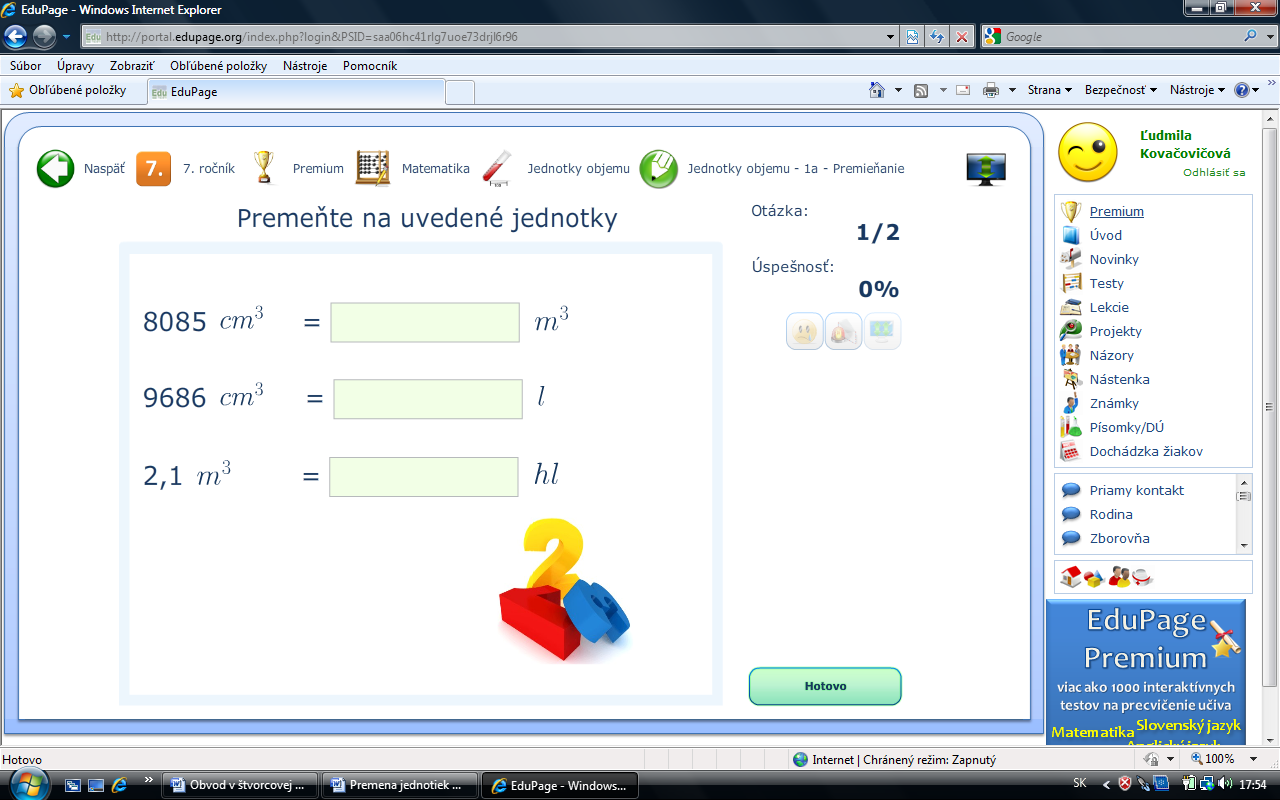 EduPage - Windows Internet Explorer
http://portal.edupage.org/index.php?login&PSID=saa06hc41rlg7uoe73drjl6r96
Google
Súbor Úpravy Zobraziť Obľúbené položky Nástroje Pomocník
Obľúbené položky EduPage Strana Bezpečnosť Nástroje
Naspäť 7. 7. ročník Premium Matematika Jednotky objemu Jednotky objemu - 1a - Premieňanie
Premeňte na uvedené jednotky
8085 cm³ = m³
9686 cm³ = l
2,1 m³ = hl
Otázka:
1/2
Úspešnosť:
0%
Hotovo
Ľudmila
Kovačovičová
Odhlásiť sa
Premium
Úvod
Novinky
Testy
Lekcie
Projekty
Názory
Nástenka
Známky
Písomky/DÚ
Dochádzka žiakov
Priamy kontakt
Rodina
Zborovňa
EduPage
Premium
viac ako 1000 interaktívnych
testov na precvičenie učiva
Matematika Slovenský jazyk
Anglický jazyk
Hotovo Internet | Chránený režim: Zapnutý 100%
Obvod v štvorcovej ... Premena jednotiek ... EduPage - Windows... SK 17:54